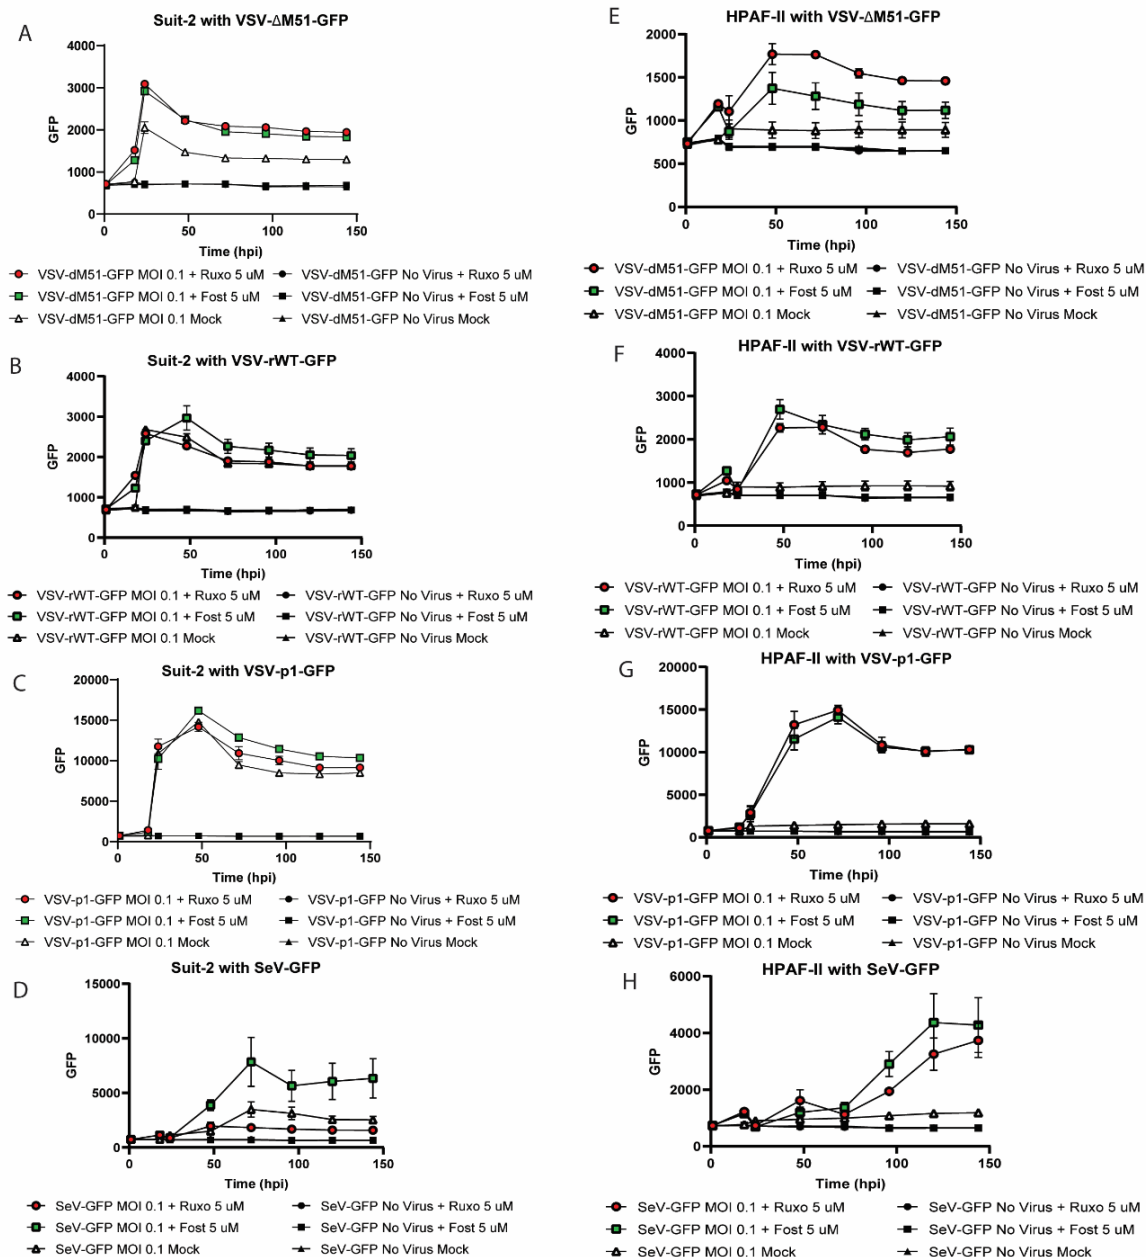 A
Suit-2 with VSV-ΔM51-GFP
4000
3000
2000
1000
0
GFP
0 50 100 150
Time (hpi)
VSV-dM51-GFP MOI 0.1 + Ruxo 5 uM VSV-dM51-GFP No Virus + Ruxo 5 uM
VSV-dM51-GFP MOI 0.1 + Fost 5 uM VSV-dM51-GFP No Virus + Fost 5 uM
VSV-dM51-GFP MOI 0.1 Mock VSV-dM51-GFP No Virus Mock
B
Suit-2 with VSV-rWT-GFP
4000
3000
2000
1000
0
GFP
0 50 100 150
Time (hpi)
VSV-rWT-GFP MOI 0.1 + Ruxo 5 uM VSV-rWT-GFP No Virus + Ruxo 5 uM
VSV-rWT-GFP MOI 0.1 + Fost 5 uM VSV-rWT-GFP No Virus + Fost 5 uM
VSV-rWT-GFP MOI 0.1 Mock VSV-rWT-GFP No Virus Mock
C
Suit-2 with VSV-p1-GFP
20000
15000
10000
5000
0
GFP
0 50 100 150
Time (hpi)
VSV-p1-GFP MOI 0.1 + Ruxo 5 uM VSV-p1-GFP No Virus + Ruxo 5 uM
VSV-p1-GFP MOI 0.1 + Fost 5 uM VSV-p1-GFP No Virus + Fost 5 uM
VSV-p1-GFP MOI 0.1 Mock VSV-p1-GFP No Virus Mock
D
Suit-2 with SeV-GFP
15000
10000
5000
0
GFP
0 50 100 150
Time (hpi)
SeV-GFP MOI 0.1 + Ruxo 5 uM SeV-GFP No Virus + Ruxo 5 uM
SeV-GFP MOI 0.1 + Fost 5 uM SeV-GFP No Virus + Fost 5 uM
SeV-GFP MOI 0.1 Mock SeV-GFP No Virus Mock
E
HPAF-II with VSV-ΔM51-GFP
2000
1500
1000
500
0
GFP
0 50 100 150
Time (hpi)
VSV-dM51-GFP MOI 0.1 + Ruxo 5 uM VSV-dM51-GFP No Virus + Ruxo 5 uM
VSV-dM51-GFP MOI 0.1 + Fost 5 uM VSV-dM51-GFP No Virus + Fost 5 uM
VSV-dM51-GFP MOI 0.1 Mock VSV-dM51-GFP No Virus Mock
F
HPAF-II with VSV-rWT-GFP
4000
3000
2000
1000
0
GFP
0 50 100 150
Time (hpi)
VSV-rWT-GFP MOI 0.1 + Ruxo 5 uM VSV-rWT-GFP No Virus + Ruxo 5 uM
VSV-rWT-GFP MOI 0.1 + Fost 5 uM VSV-rWT-GFP No Virus + Fost 5 uM
VSV-rWT-GFP MOI 0.1 Mock VSV-rWT-GFP No Virus Mock
G
HPAF-II with VSV-p1-GFP
20000
15000
10000
5000
0
GFP
0 50 100 150
Time (hpi)
VSV-p1-GFP MOI 0.1 + Ruxo 5 uM VSV-p1-GFP No Virus + Ruxo 5 uM
VSV-p1-GFP MOI 0.1 + Fost 5 uM VSV-p1-GFP No Virus + Fost 5 uM
VSV-p1-GFP MOI 0.1 Mock VSV-p1-GFP No Virus Mock
H
HPAF-II with SeV-GFP
6000
4000
2000
0
GFP
0 50 100 150
Time (hpi)
SeV-GFP MOI 0.1 + Ruxo 5 uM SeV-GFP No Virus + Ruxo 5 uM
SeV-GFP MOI 0.1 + Fost 5 uM SeV-GFP No Virus + Fost 5 uM
SeV-GFP MOI 0.1 Mock SeV-GFP No Virus Mock